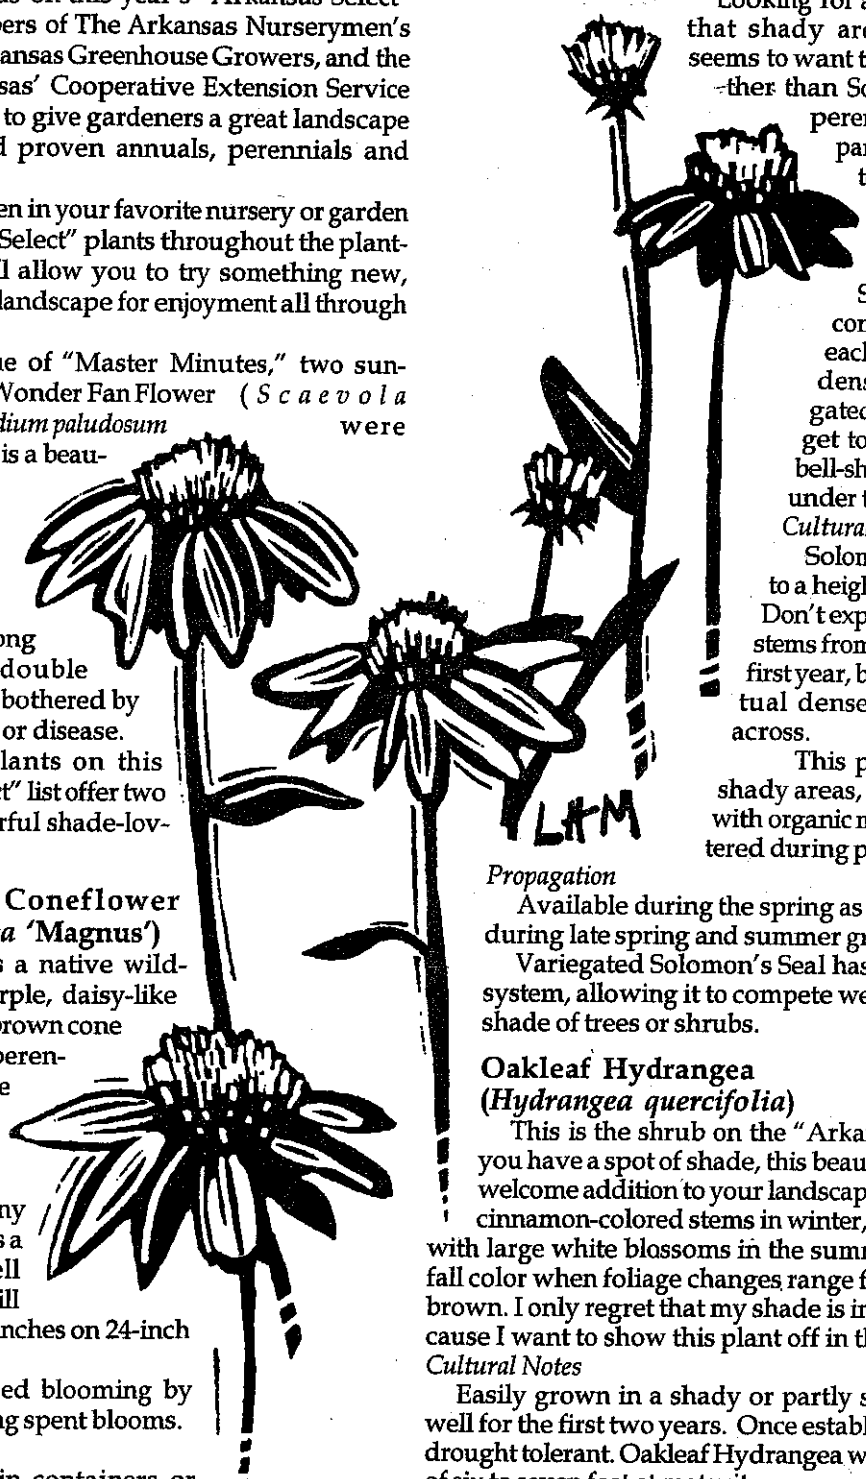 ers of The Arkansas Nurserymen's
ansas Greenhouse Growers, and the
sas' Cooperative Extension Service
to give gardeners a great landscape
proven annuals, perennials and
en in your favorite nursery or garden
Select" plants throughout the plant-
allow you to try something new,
landscape for enjoyment all through
ue of "Master Minutes," two sun-
Wonder Fan Flower (Scaevola
dium paludosum were
is a beau-
ong
double
bothered by
or disease.
lants on this
ct" list offer two
rful shade-lov-
Coneflower
a 'Magnus')
s a native wild-
rple, daisy-like
brown cone
peren-
e
ny
s a
ell
ill
nches on 24-inch
ed blooming by
ng spent blooms.
in containers or
Looking for a
that shady are
seems to want t
ther than So
peren
par
t
S
con
each
dens
gated
get to
bell-sh
under t
Cultural
Solom
to a heigh
Don't exp
stems from
first year, b
tual dense
across.
This p
shady areas,
with organic m
tered during p
LHM
Propagation
Available during the spring as
during late spring and summer gr
Variegated Solomon's Seal has
system, allowing it to compete we
shade of trees or shrubs.
Oakleaf Hydrangea
(Hydrangea quercifolia)
This is the shrub on the "Arka
you have a spot of shade, this beau
welcome addition to your landscap
cinnamon-colored stems in winter,
with large white blossoms in the sum
fall color when foliage changes range f
brown. I only regret that my shade is in
cause I want to show this plant off in th
Cultural Notes
Easily grown in a shady or partly s
well for the first two years. Once establ
drought tolerant. Oakleaf Hydrangea w